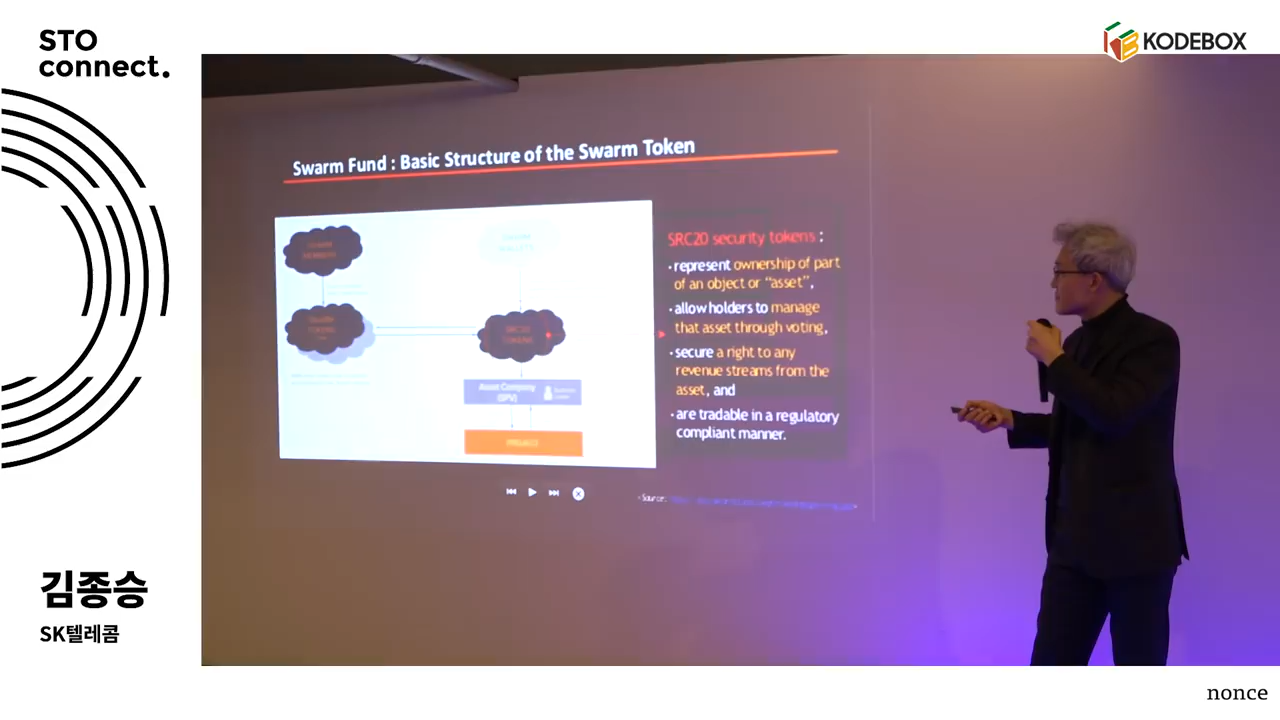 STO
connect.
KODEBOX
Swarm Fund : Basic Structure of the Swarm Token
SRC20 security tokens :
· represent ownership of part
of an object or "asset",
· allow holders to manage
that asset through voting,
· secure a right to any
revenue streams from the
asset, and
· are tradable in a regulatory
compliant manner.
SRC20
Asset Company
(SPV)
PROJECT
Source:
김종승
SK텔레콤
nonce